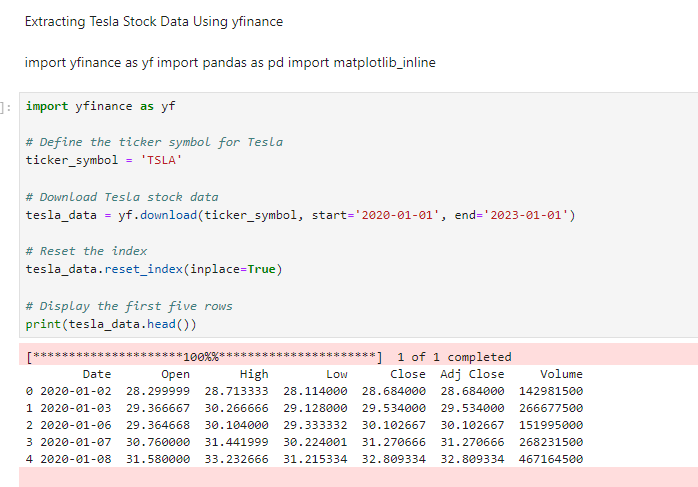 Extracting Tesla Stock Data Using yfinance
import yfinance as yf import pandas as pd import matplotlib_inline
]:
import yfinance as yf
# Define the ticker symbol for Tesla
ticker_symbol = 'TSLA'
# Download Tesla stock data
tesla_data = yf.download(ticker_symbol, start='2020-01-01', end='2023-01-01')
# Reset the index
tesla_data.reset_index(inplace=True)
# Display the first five rows
print(tesla_data.head())
[*********************100%%**********************]  1 of 1 completed
Date Open High Low Close Adj Close Volume
0 2020-01-02 28.299999 28.713333 28.114000 28.684000 28.684000 142981500
1 2020-01-03 29.366667 30.266666 29.128000 29.534000 29.534000 266677500
2 2020-01-06 29.364668 30.104000 29.333332 30.102667 30.102667 151995000
3 2020-01-07 30.760000 31.441999 30.224001 31.270666 31.270666 268231500
4 2020-01-08 31.580000 33.232666 31.215334 32.809334 32.809334 467164500